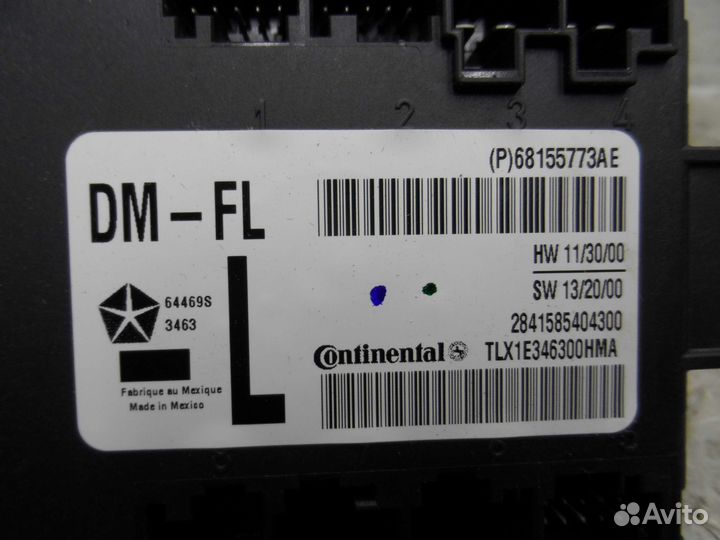 1 2 3 4
(P)68155773AE
DM-FL
HW 11/30/00
SW 13/20/00
64469S
3463
L
2841585404300
Continental
TLX1E346300HMA
Fabrique au Mexique
Made in Mexico
Avito